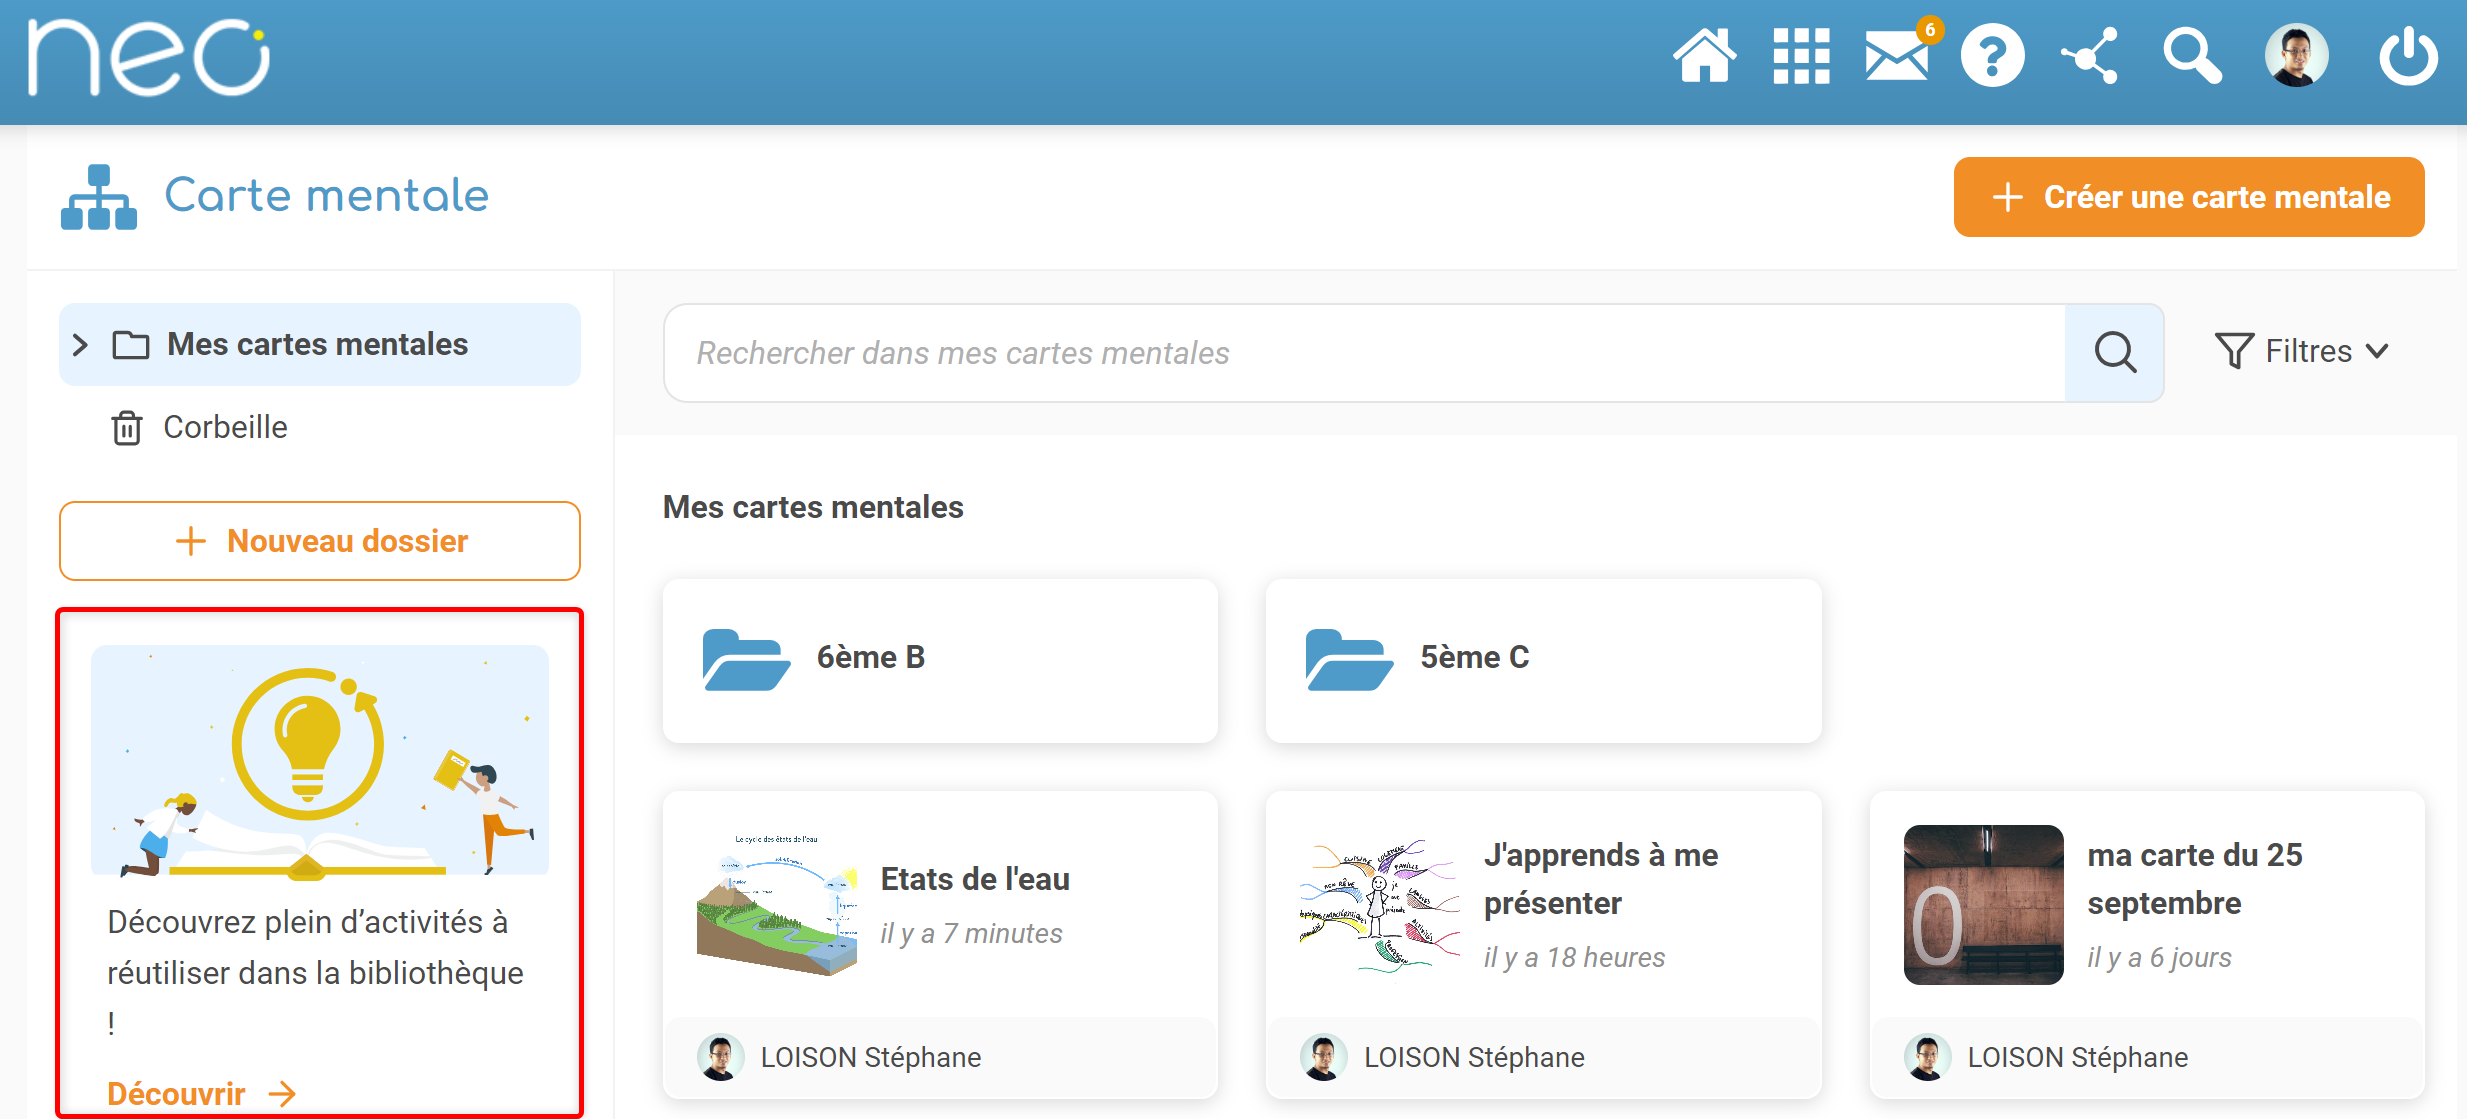 neo
6
Carte mentale
Créer une carte mentale
Mes cartes mentales
Corbeille
Nouveau dossier
Découvrez plein d’activités à
réutiliser dans la bibliothèque
!
Découvrir
Rechercher dans mes cartes mentales
Filtres
Mes cartes mentales
6ème B
5ème C
Le cycle des états de l'eau
Etats de l'eau
il y a 7 minutes
LOISON Stéphane
J'apprends à me
présenter
il y a 18 heures
LOISON Stéphane
0
ma carte du 25
septembre
il y a 6 jours
LOISON Stéphane